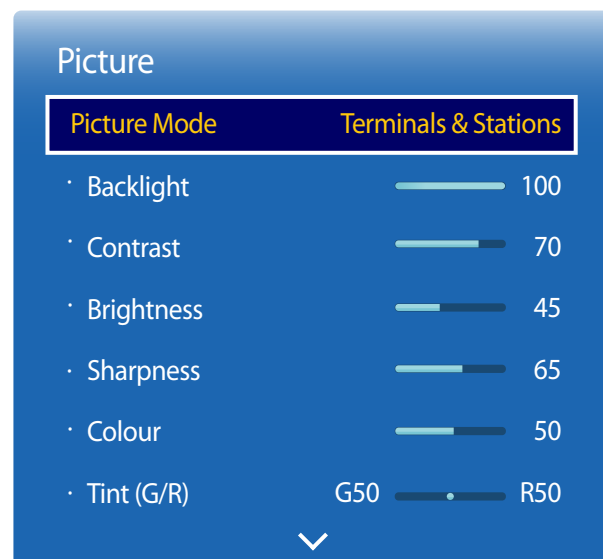 Picture
Picture Mode Terminals & Stations
· Backlight 100
· Contrast 70
· Brightness 45
· Sharpness 65
· Colour 50
· Tint (G/R) G50 R50